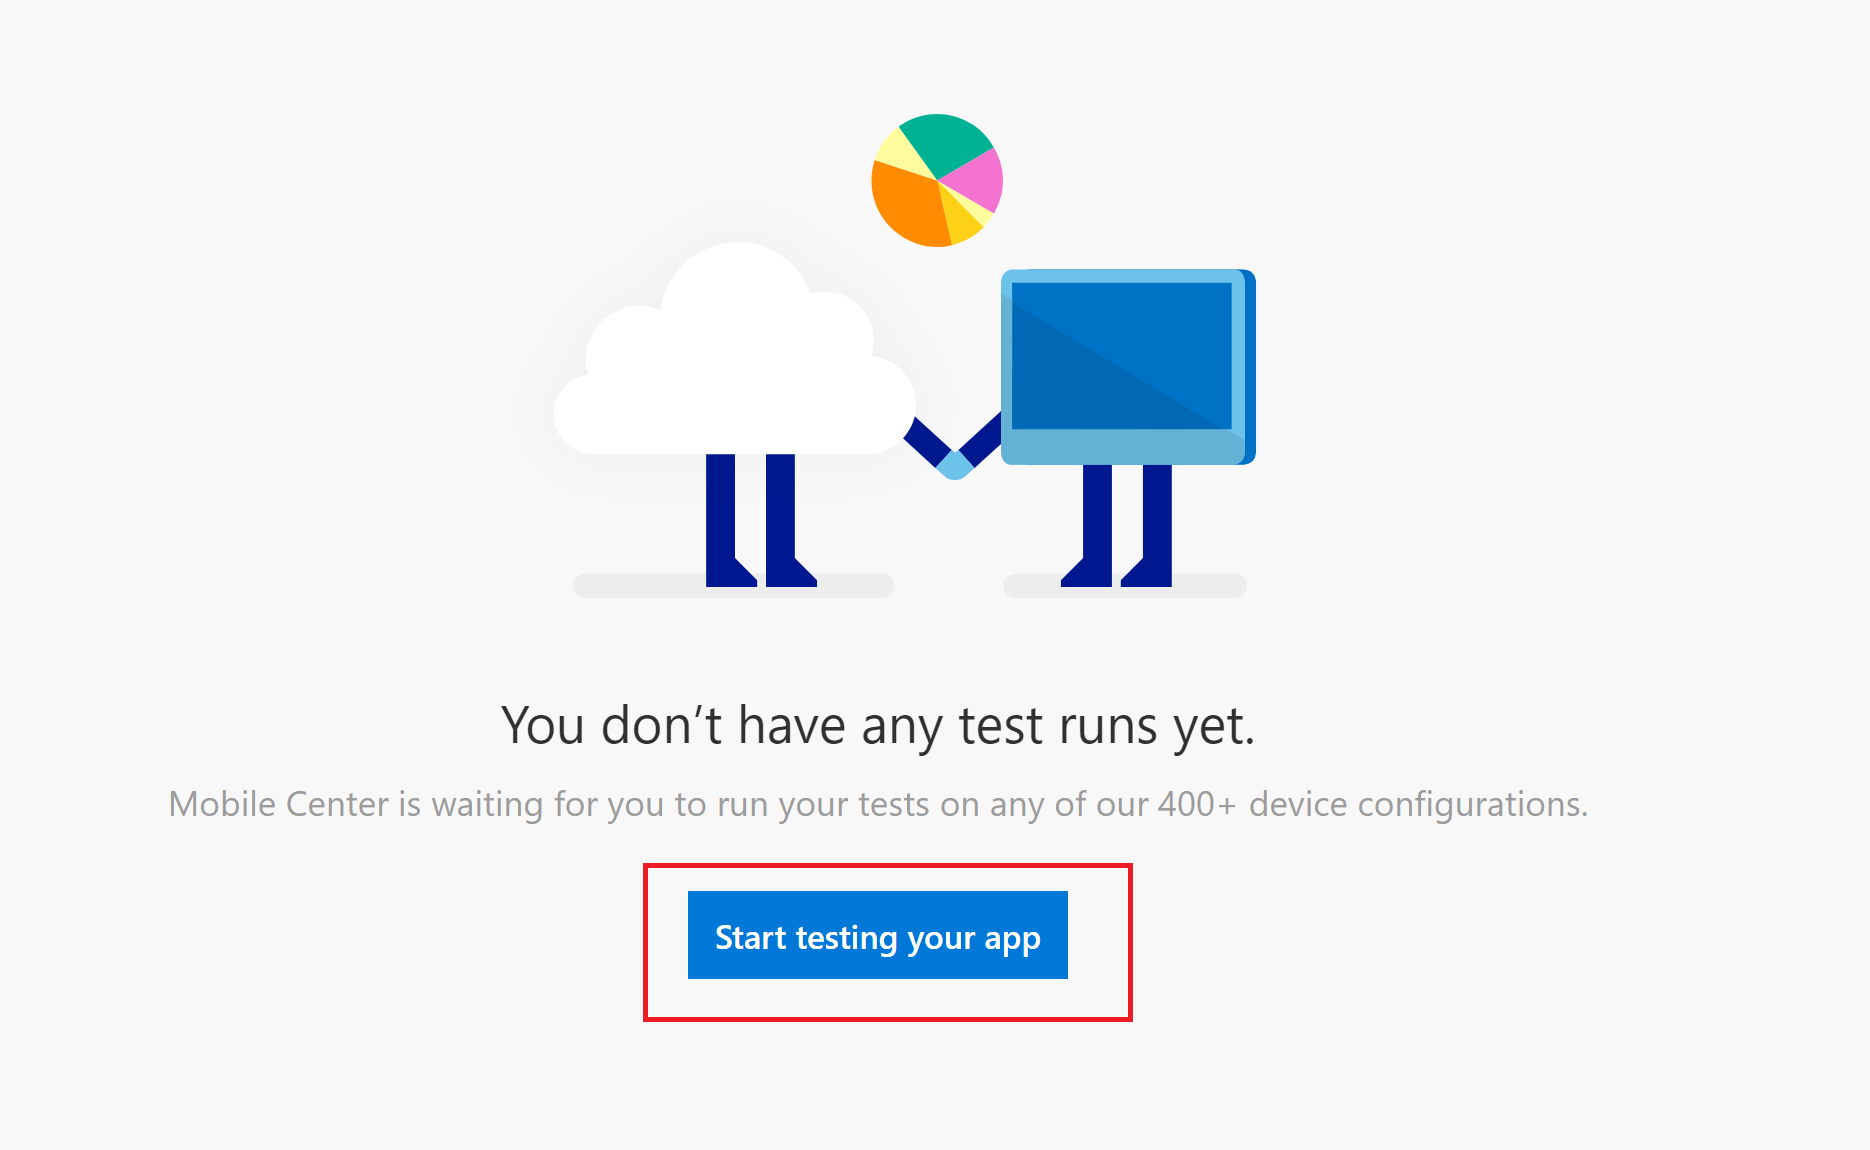 You don’t have any test runs yet.
Mobile Center is waiting for you to run your tests on any of our 400+ device configurations.
Start testing your app